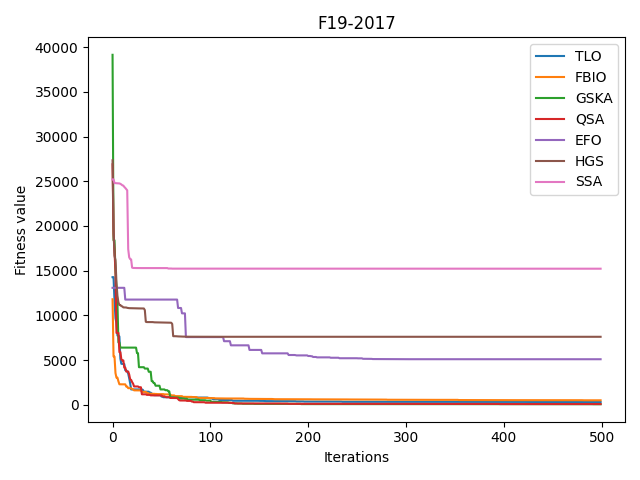 F19-2017
Fitness value
40000
35000
30000
25000
20000
15000
10000
5000
0
TLO
FBIO
GSKA
QSA
EFO
HGS
SSA
0 100 200 300 400 500
Iterations